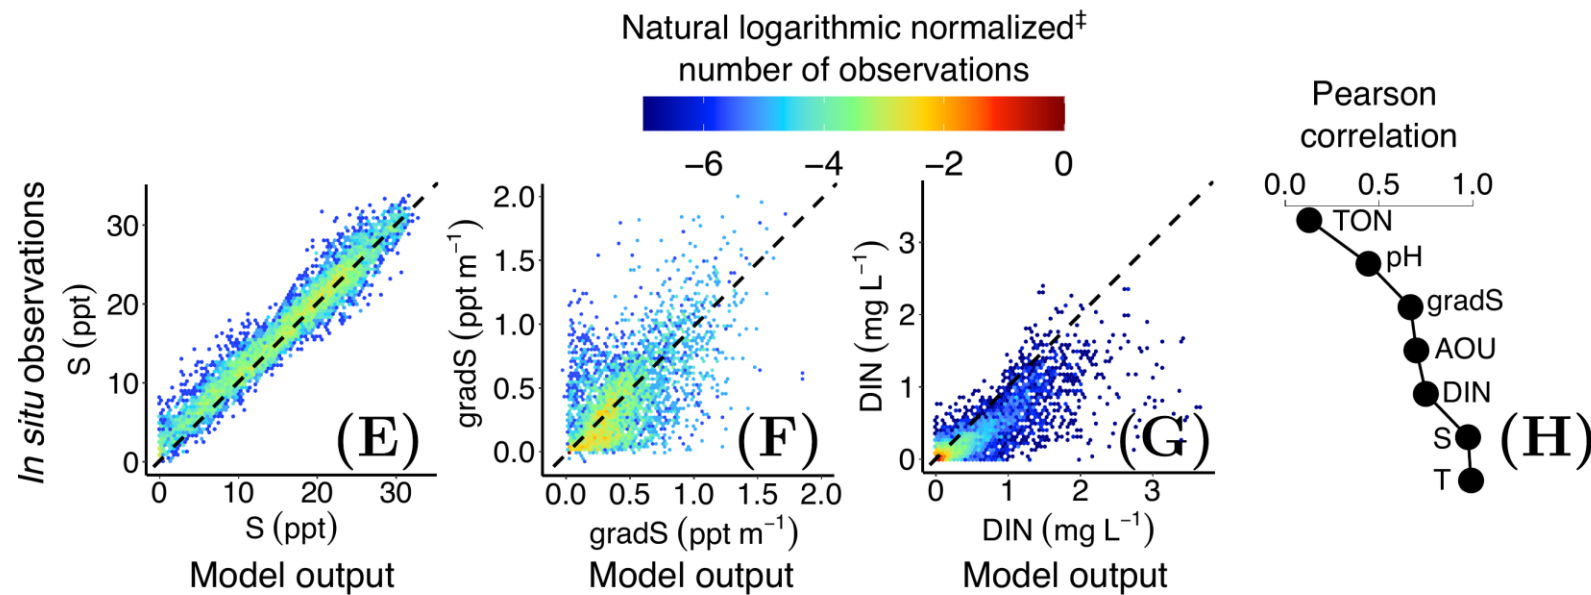 Natural logarithmic normalized‡
number of observations
−6 −4 −2 0
In situ observations
S (ppt)
30
20
10
0
0 10 20 30
S (ppt)
Model output
(E)
gradS (ppt m⁻¹)
2.0
1.5
1.0
0.5
0.0
0.0 0.5 1.0 1.5 2.0
gradS (ppt m⁻¹)
Model output
(F)
DIN (mg L⁻¹)
3
2
1
0
0 1 2 3
DIN (mg L⁻¹)
Model output
(G)
Pearson
correlation
0.0 0.5 1.0
TON
pH
gradS
AOU
DIN
S
T
(H)